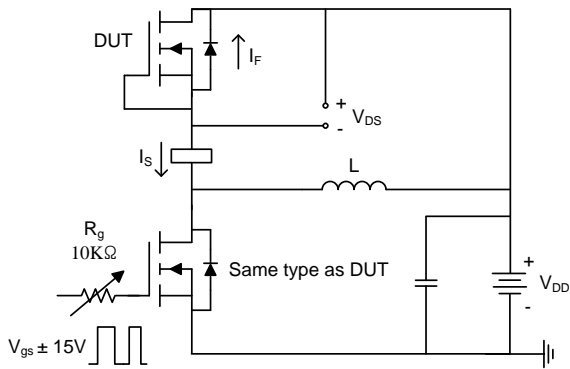 DUT
I_F
+
V_DS
-
I_S
L
R_g
10KΩ
Same type as DUT
+
V_DD
-
V_gs ± 15V